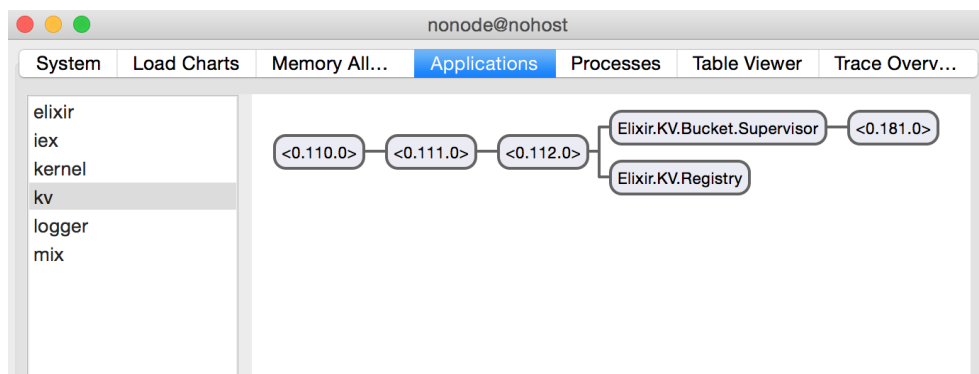 nonode@nohost
System Load Charts Memory All... Applications Processes Table Viewer Trace Overv...
elixir
iex
kernel
kv
logger
mix
<0.110.0> <0.111.0> <0.112.0> Elixir.KV.Bucket.Supervisor <0.181.0>
Elixir.KV.Registry